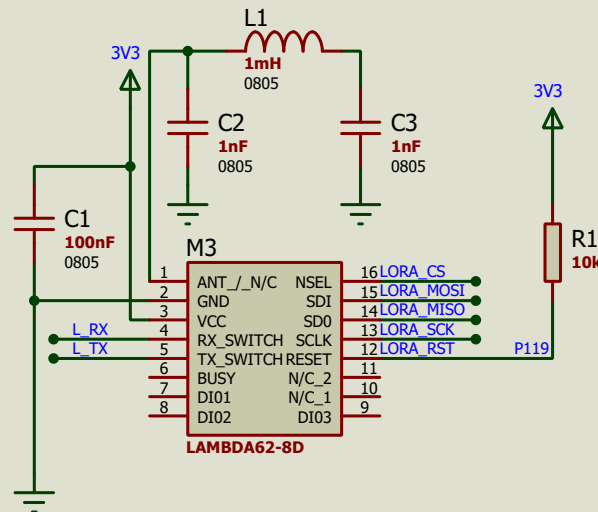 L1
1mH
0805
3V3
3V3
C2
1nF
0805
C3
1nF
0805
C1
100nF
0805
R1
10k
M3
1 ANT_/_N/C NSEL 16 LORA_CS
2 GND SDI 15 LORA_MOSI
3 VCC SD0 14 LORA_MISO
L_RX 4 RX_SWITCH SCLK 13 LORA_SCK
L_TX 5 TX_SWITCH RESET 12 LORA_RST P119
6 BUSY N/C_2 11
7 DI01 N/C_1 10
8 DI02 DI03 9
LAMBDA62-8D